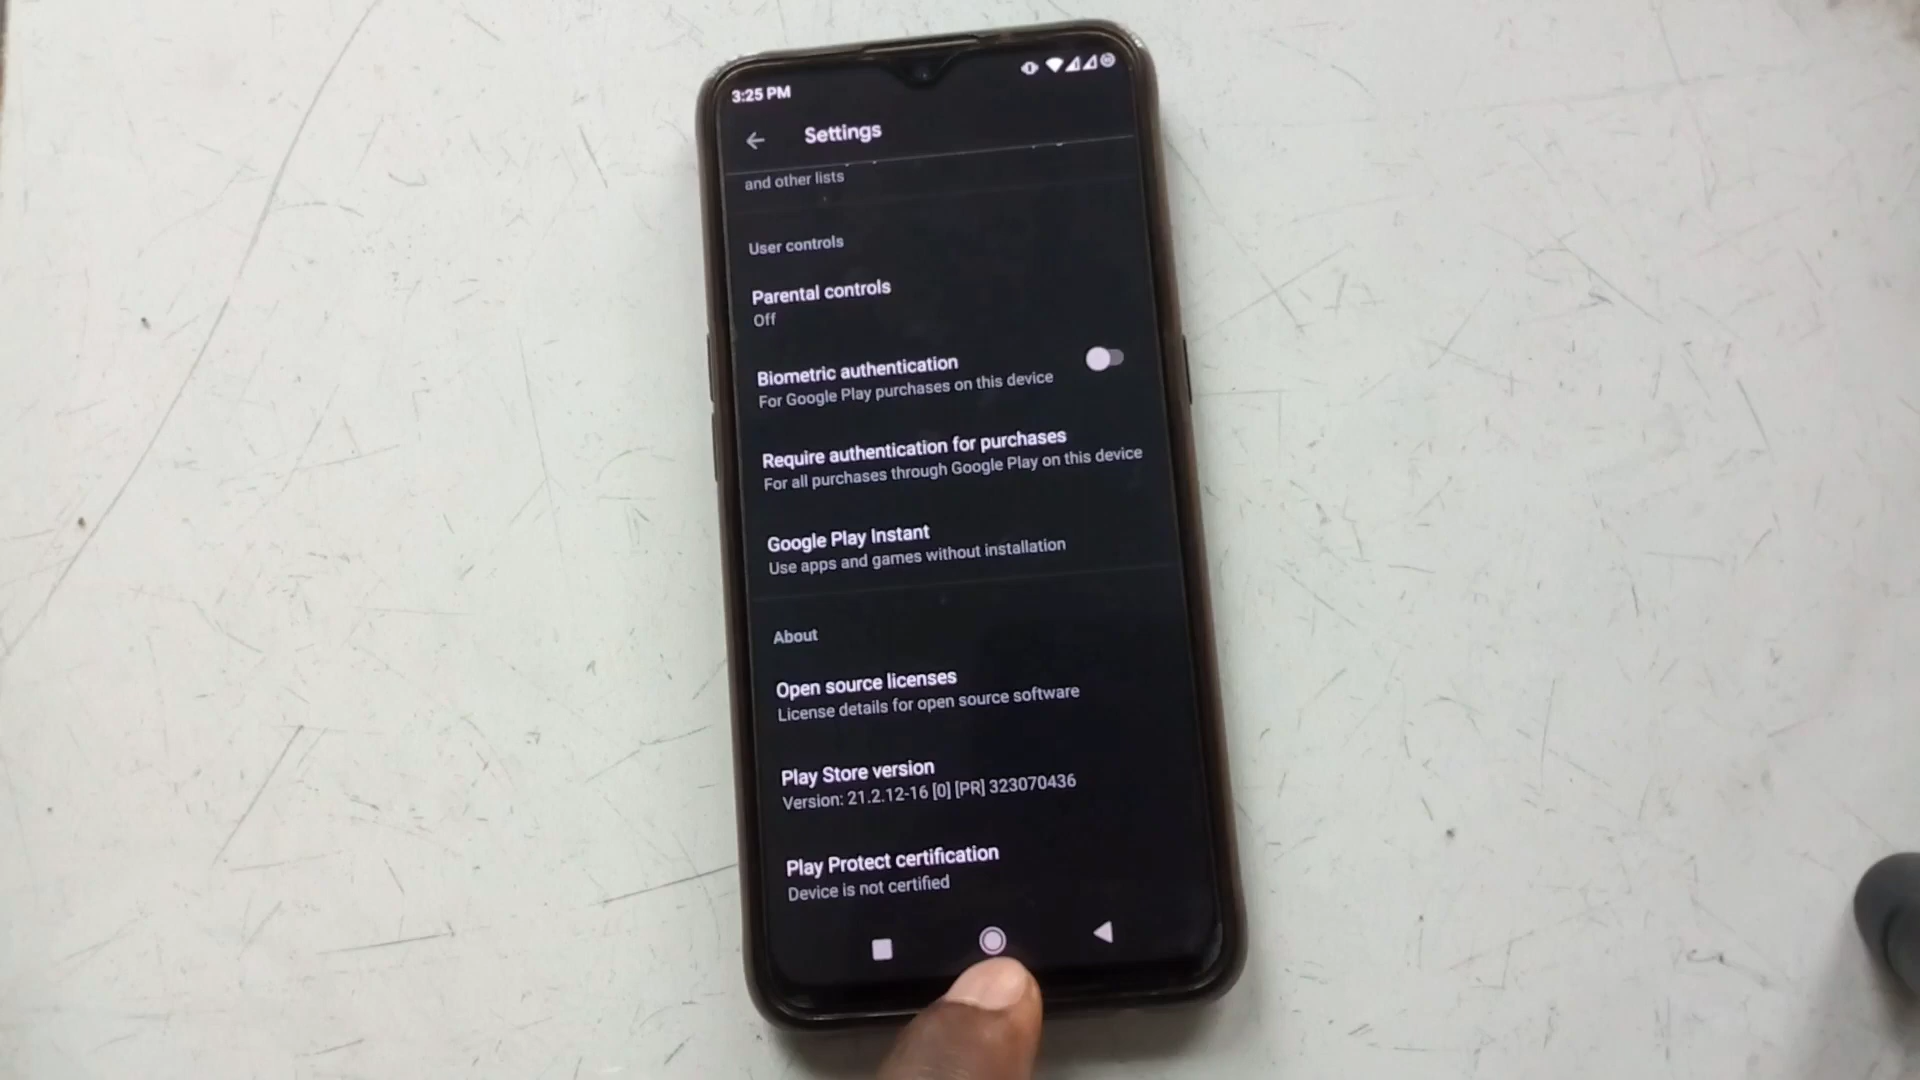 3:25 PM
Settings
and other lists
User controls
Parental controls
Off
Biometric authentication
For Google Play purchases on this device
Require authentication for purchases
For all purchases through Google Play on this device
Google Play Instant
Use apps and games without installation
About
Open source licenses
License details for open source software
Play Store version
Version: 21.2.12-16 [0] [PR] 323070436
Play Protect certification
Device is not certified